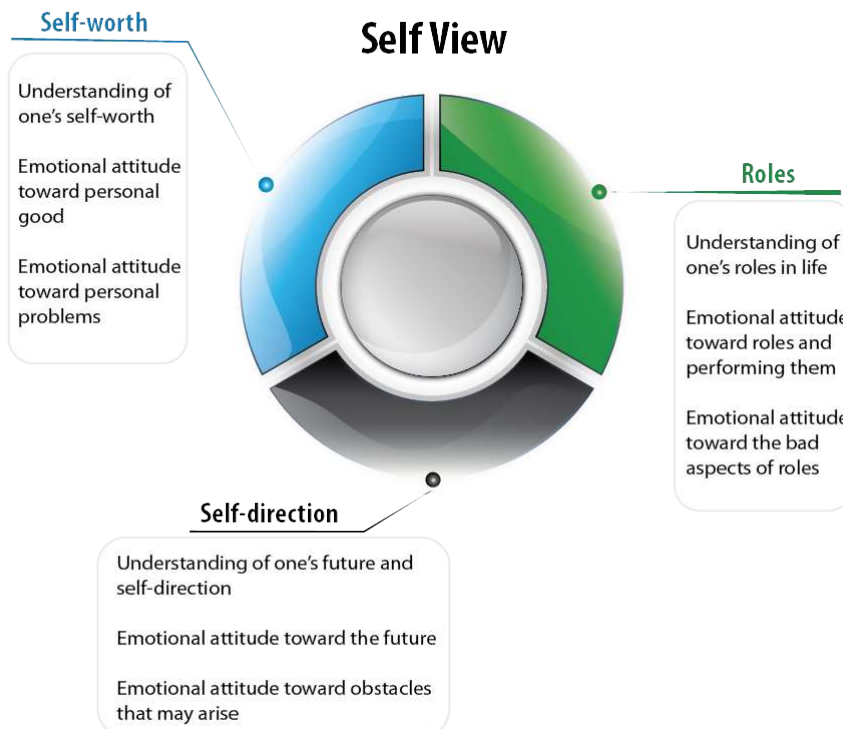 Self View
Self-worth
Understanding of
one's self-worth
Emotional attitude
toward personal
good
Emotional attitude
toward personal
problems
Roles
Understanding of
one's roles in life
Emotional attitude
toward roles and
performing them
Emotional attitude
toward the bad
aspects of roles
Self-direction
Understanding of one's future and
self-direction
Emotional attitude toward the future
Emotional attitude toward obstacles
that may arise